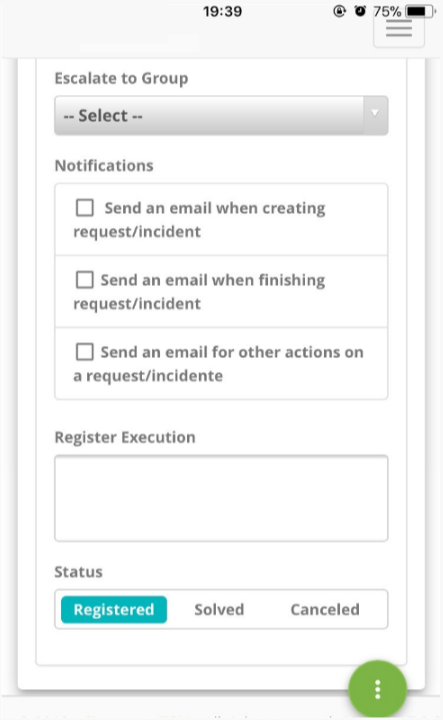 19:39
75%
Escalate to Group
-- Select --
Notifications
Send an email when creating
request/incident
Send an email when finishing
request/incident
Send an email for other actions on
a request/incidente
Register Execution
Status
Registered Solved Canceled